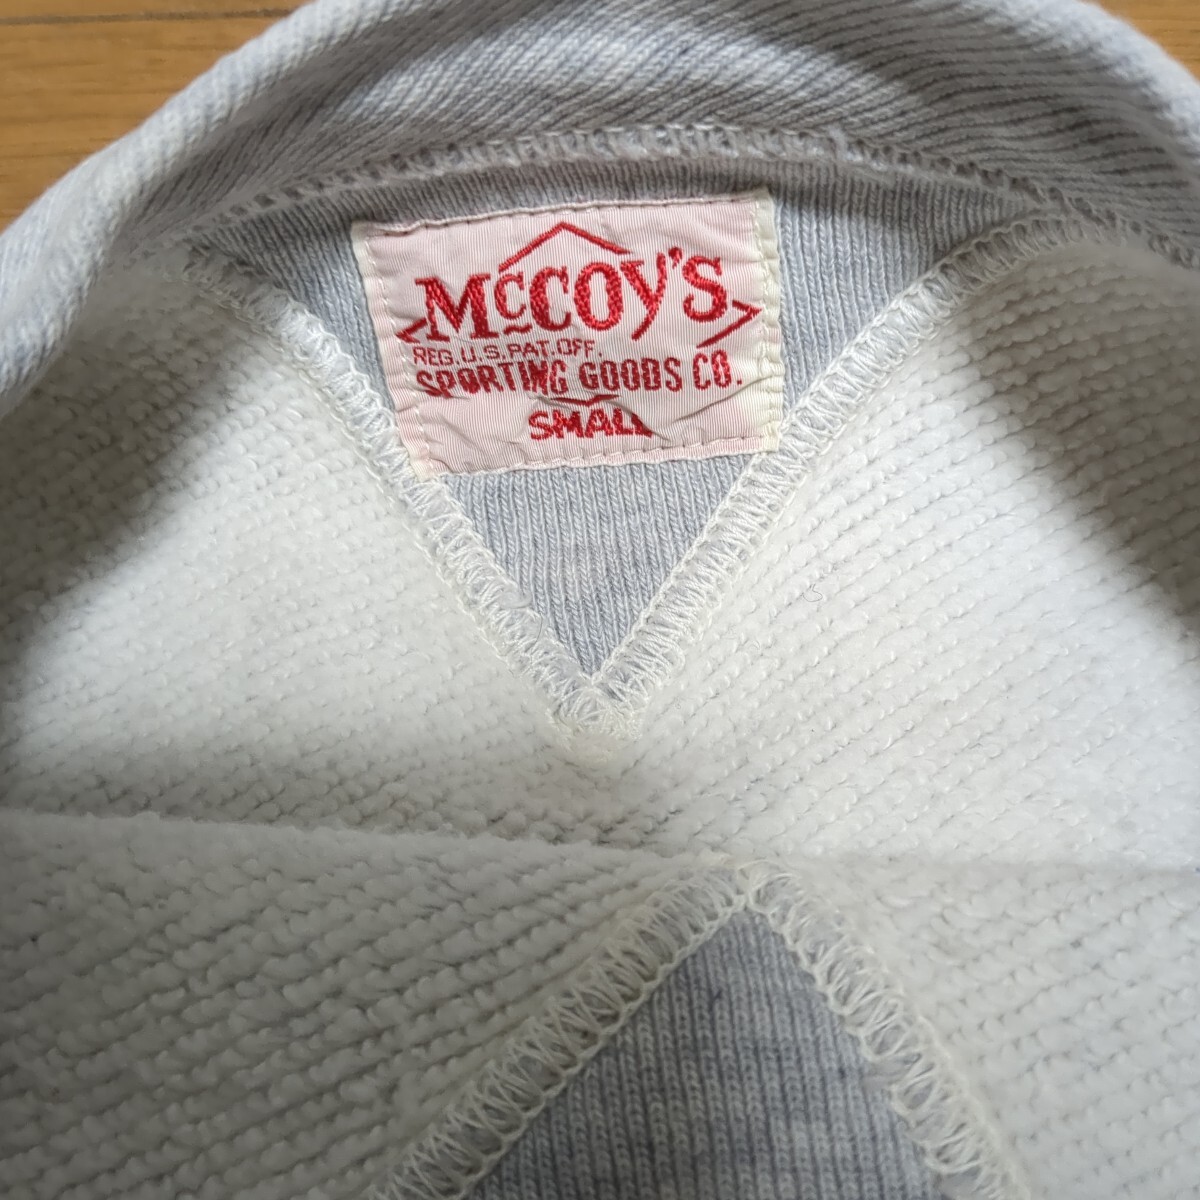 McCOY'S
REG.U.S.PAT.OFF.
SPORTING GOODS CO.
SMALL